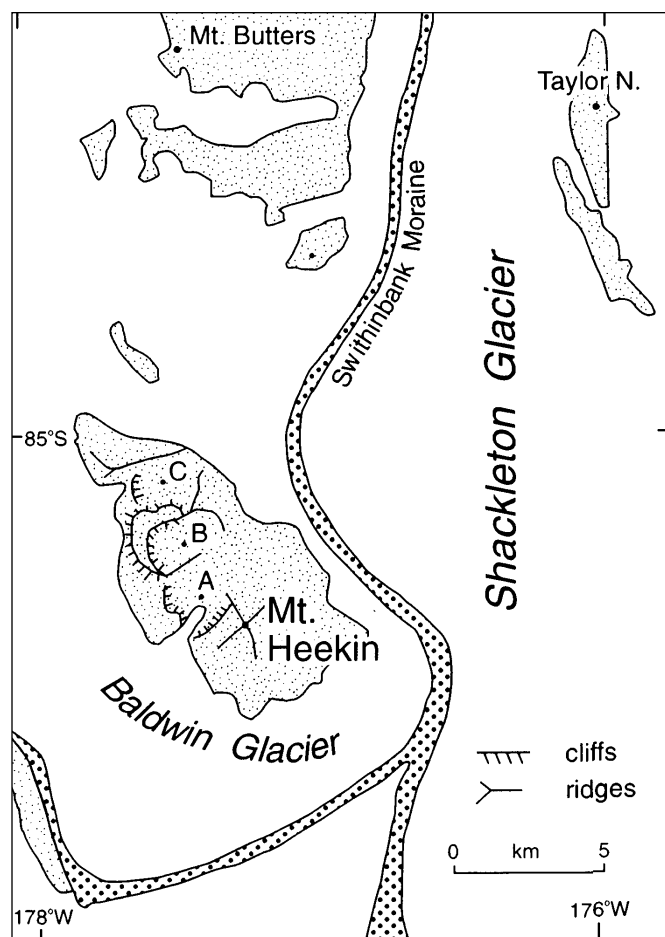 Mt. Butters
Taylor N.
Swithinbank Moraine
Shackleton Glacier
85°S
C
B
A
Mt.
Heekin
Baldwin Glacier
cliffs
ridges
0 km 5
178°W
176°W